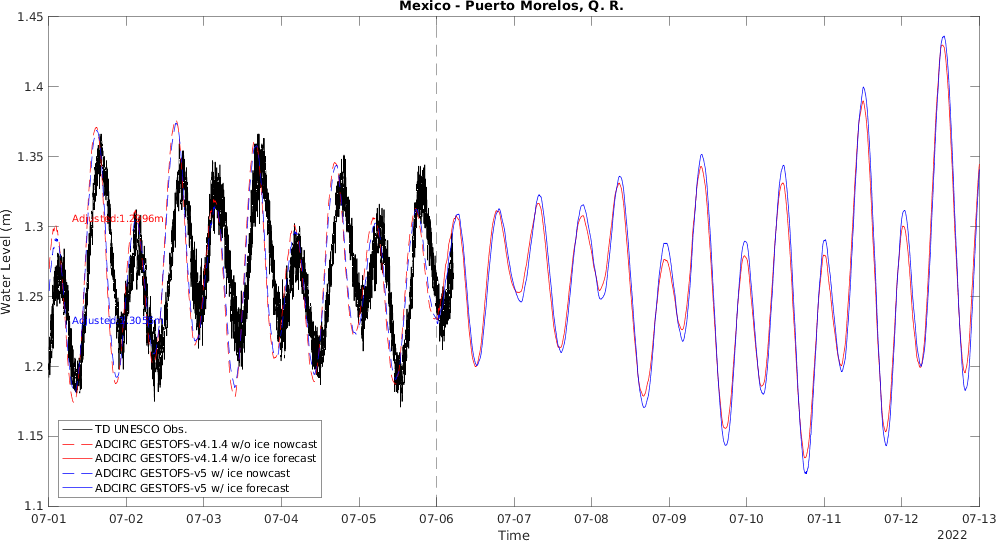 Mexico - Puerto Morelos, Q. R.
1.45
1.4
1.35
1.3
1.25
1.2
1.15
1.1
Water Level (m)
TD UNESCO Obs.
ADCIRC GESTOFS-v4.1.4 w/o ice nowcast
ADCIRC GESTOFS-v4.1.4 w/o ice forecast
ADCIRC GESTOFS-v5 w/ ice nowcast
ADCIRC GESTOFS-v5 w/ ice forecast
07-01 07-02 07-03 07-04 07-05 07-06 07-07 07-08 07-09 07-10 07-11 07-12 07-13
Time
2022